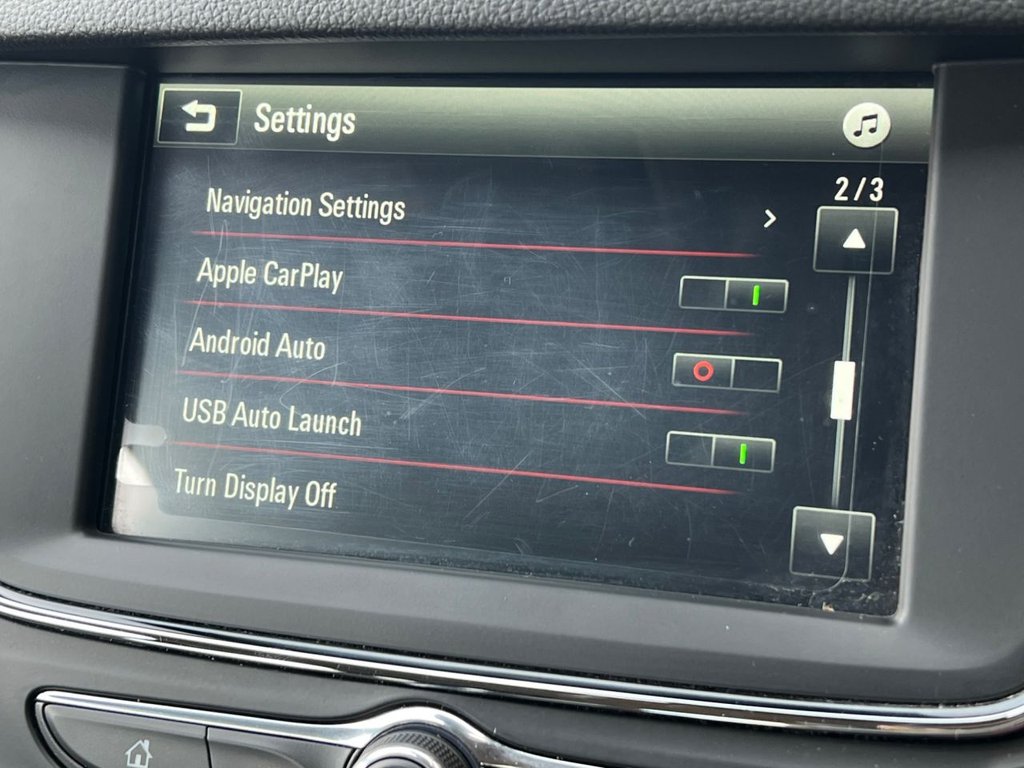 Settings
2/3
Navigation Settings
Apple CarPlay
Android Auto
USB Auto Launch
Turn Display Off